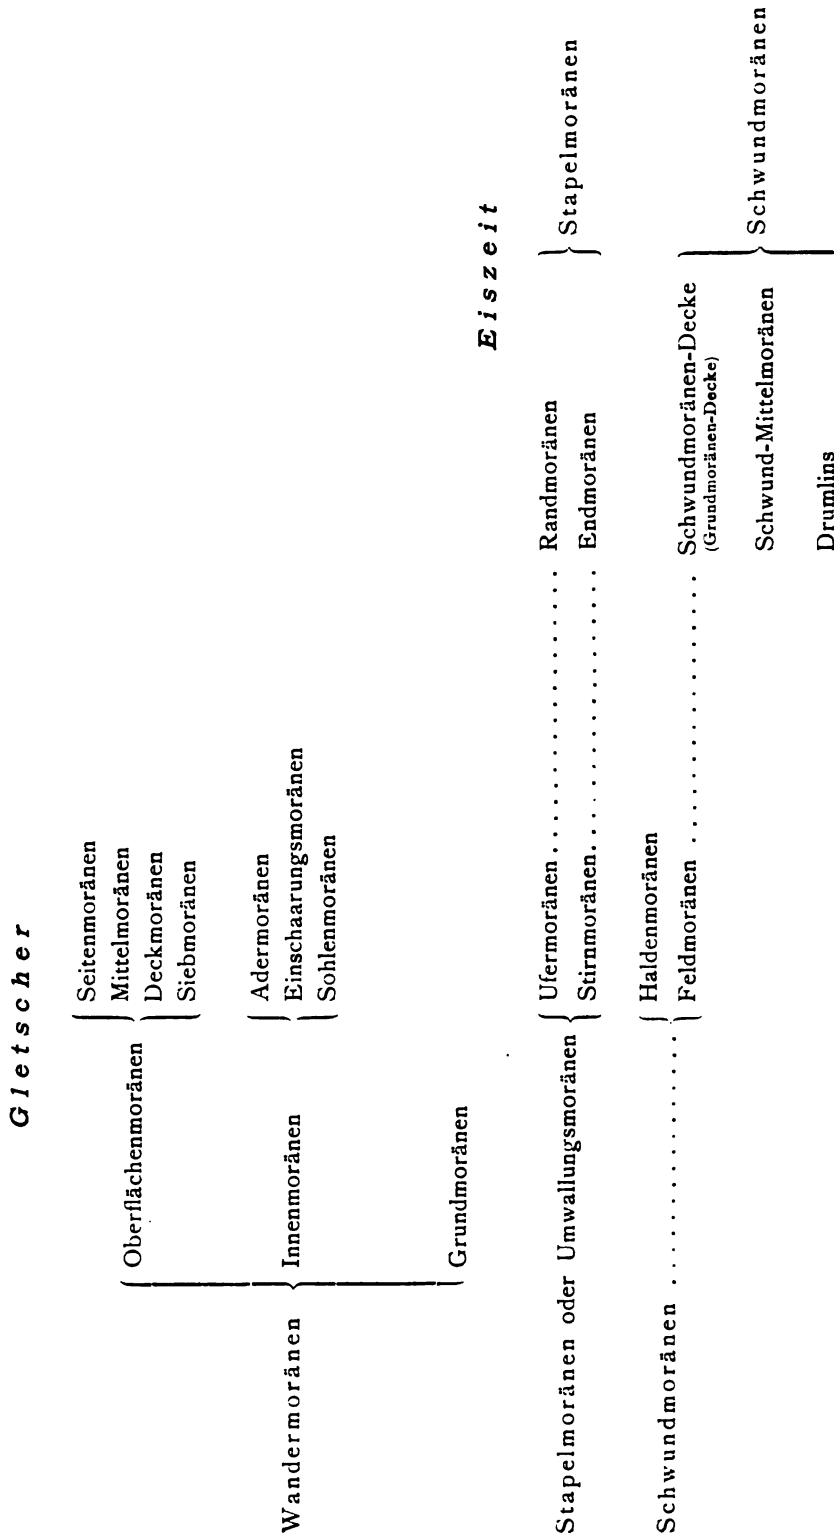 Gletscher
Wandermoränen
Oberflächenmoränen
Seitenmoränen
Mittelmoränen
Deckmoränen
Siebmoränen
Innenmoränen
Adermoränen
Einschaarungsmoränen
Sohlenmoränen
Grundmoränen
Eiszeit
Stapelmoränen oder Umwallungsmoränen
Ufermoränen . . . . . . . . . . . . . . . . . Randmoränen
Stirnmoränen . . . . . . . . . . . . . . . . . Endmoränen
Stapelmoränen
Schwundmoränen . . . . . . . . . . . . . . . . .
Haldenmoränen
Feldmoränen . . . . . . . . . . . . . . . . . Schwundmoränen-Decke
(Grundmoränen-Decke)
Schwund-Mittelmoränen
Drumlins
Schwundmoränen